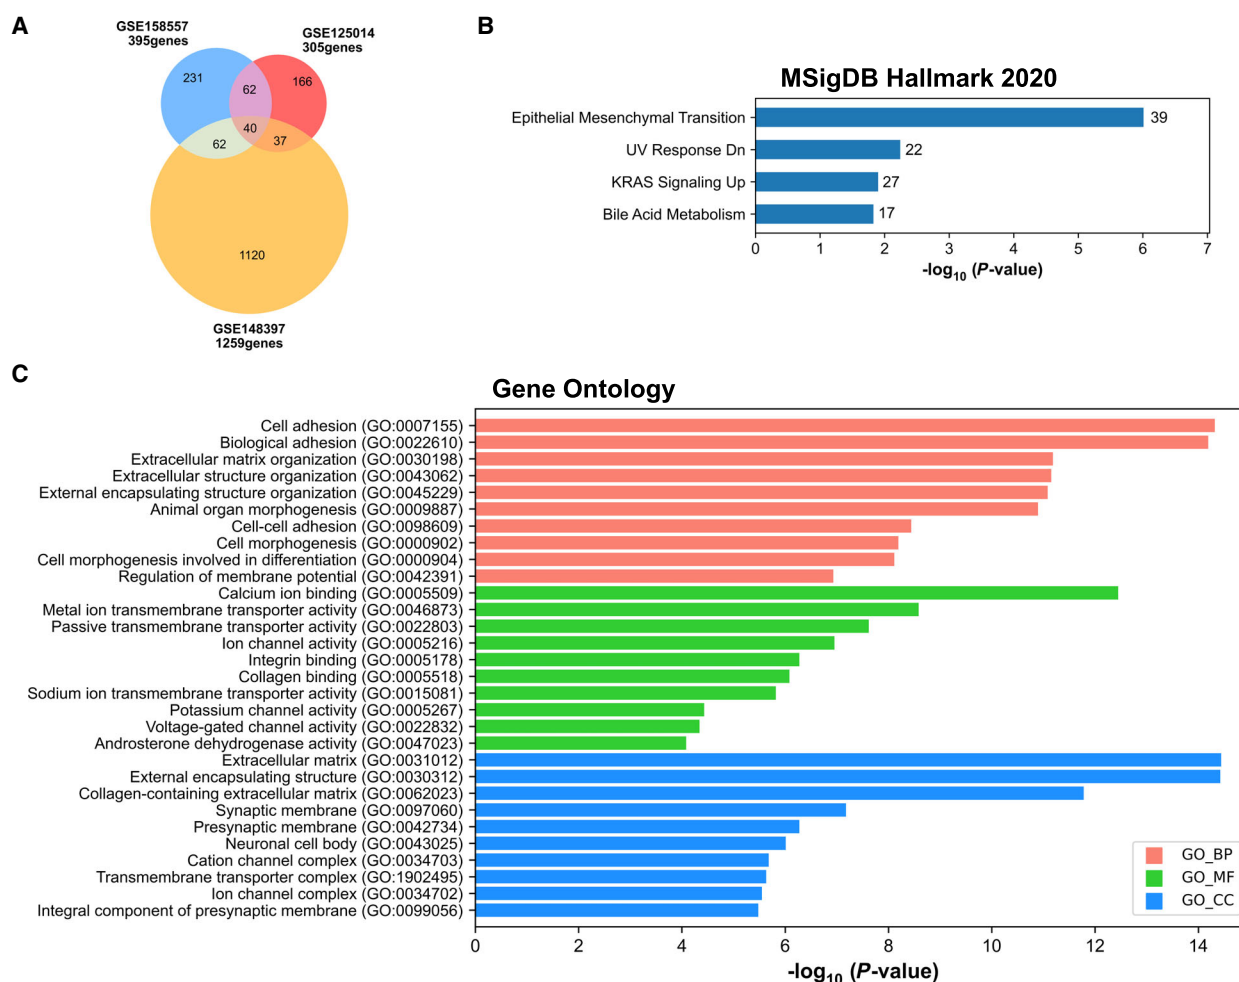 A
GSE158557
395genes
GSE125014
305genes
231
62
166
40
62
37
1120
GSE148397
1259genes
B
MSigDB Hallmark 2020
Epithelial Mesenchymal Transition
39
UV Response Dn
22
KRAS Signaling Up
27
Bile Acid Metabolism
17
0 1 2 3 4 5 6 7
-log10 (P-value)
C
Gene Ontology
Cell adhesion (GO:0007155)
Biological adhesion (GO:0022610)
Extracellular matrix organization (GO:0030198)
Extracellular structure organization (GO:0043062)
External encapsulating structure organization (GO:0045229)
Animal organ morphogenesis (GO:0009887)
Cell-cell adhesion (GO:0098609)
Cell morphogenesis (GO:0000902)
Cell morphogenesis involved in differentiation (GO:0000904)
Regulation of membrane potential (GO:0042391)
Calcium ion binding (GO:0005509)
Metal ion transmembrane transporter activity (GO:0046873)
Passive transmembrane transporter activity (GO:0022803)
Ion channel activity (GO:0005216)
Integrin binding (GO:0005178)
Collagen binding (GO:0005518)
Sodium ion transmembrane transporter activity (GO:0015081)
Potassium channel activity (GO:0005267)
Voltage-gated channel activity (GO:0022832)
Androsterone dehydrogenase activity (GO:0047023)
Extracellular matrix (GO:0031012)
External encapsulating structure (GO:0030312)
Collagen-containing extracellular matrix (GO:0062023)
Synaptic membrane (GO:0097060)
Presynaptic membrane (GO:0042734)
Neuronal cell body (GO:0043025)
Cation channel complex (GO:0034703)
Transmembrane transporter complex (GO:1902495)
Ion channel complex (GO:0034702)
Integral component of presynaptic membrane (GO:0099056)
GO_BP
GO_MF
GO_CC
0 2 4 6 8 10 12 14
-log10 (P-value)